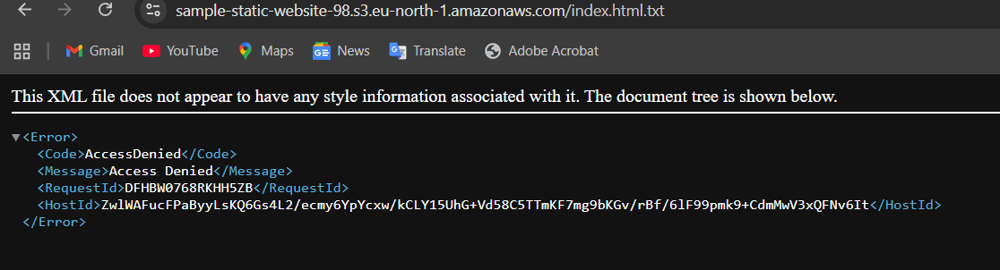 sample-static-website-98.s3.eu-north-1.amazonaws.com/index.html.txt
Gmail YouTube Maps News Translate Adobe Acrobat
This XML file does not appear to have any style information associated with it. The document tree is shown below.
▼<Error>
<Code>AccessDenied</Code>
<Message>Access Denied</Message>
<RequestId>DFHBW0768RKHH5ZB</RequestId>
<HostId>ZwlWAFucFPaByyLsKQ6Gs4L2/ecmy6YpYcxw/kCLY15UhG+Vd58C5TTmKF7mg9bKGv/rBf/6lF99pmk9+CdmMwV3xQFNv6It</HostId>
</Error>